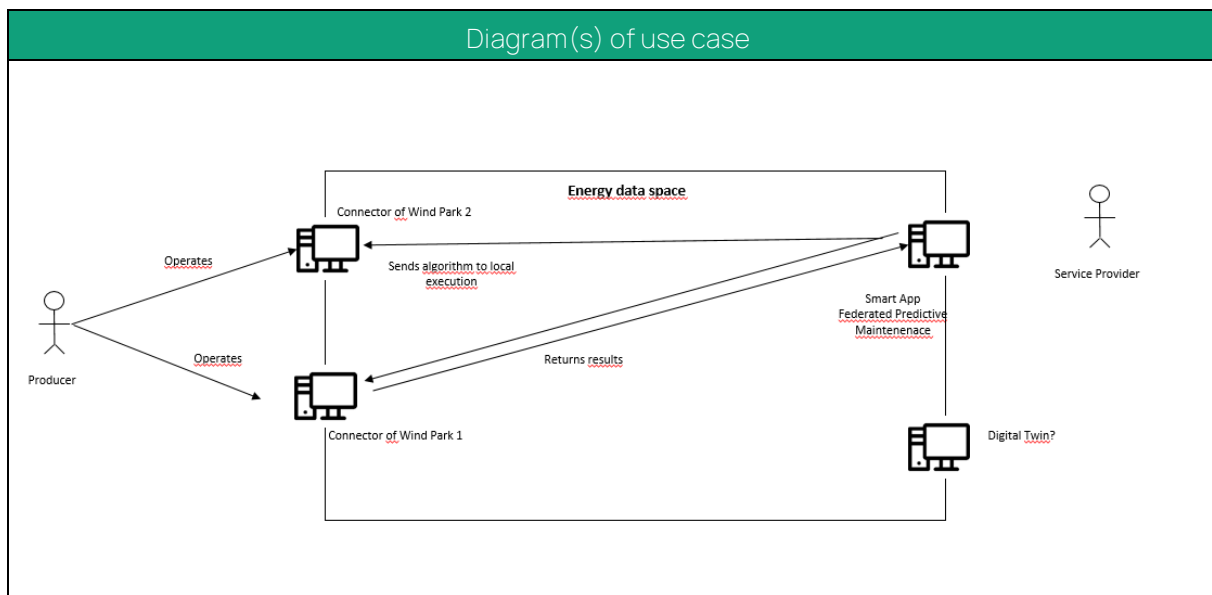 Diagram(s) of use case
Energy data space
Connector of Wind Park 2
Operates
Sends algorithm to local
execution
Service Provider
Smart App
Federated Predictive
Maintenenace
Operates
Returns results
Producer
Connector of Wind Park 1
Digital Twin?